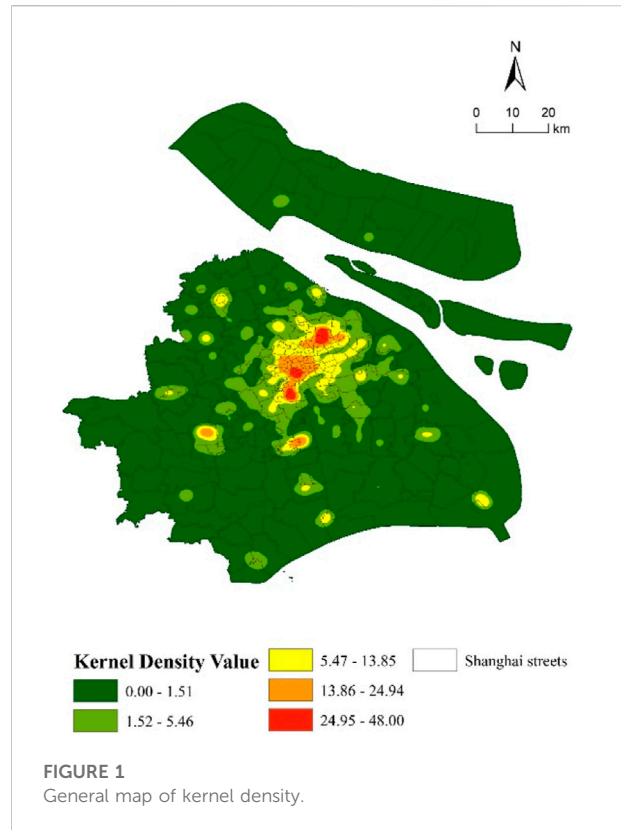 N
0 10 20
km
Kernel Density Value
0.00 - 1.51
1.52 - 5.46
5.47 - 13.85
13.86 - 24.94
24.95 - 48.00
Shanghai streets
FIGURE 1
General map of kernel density.